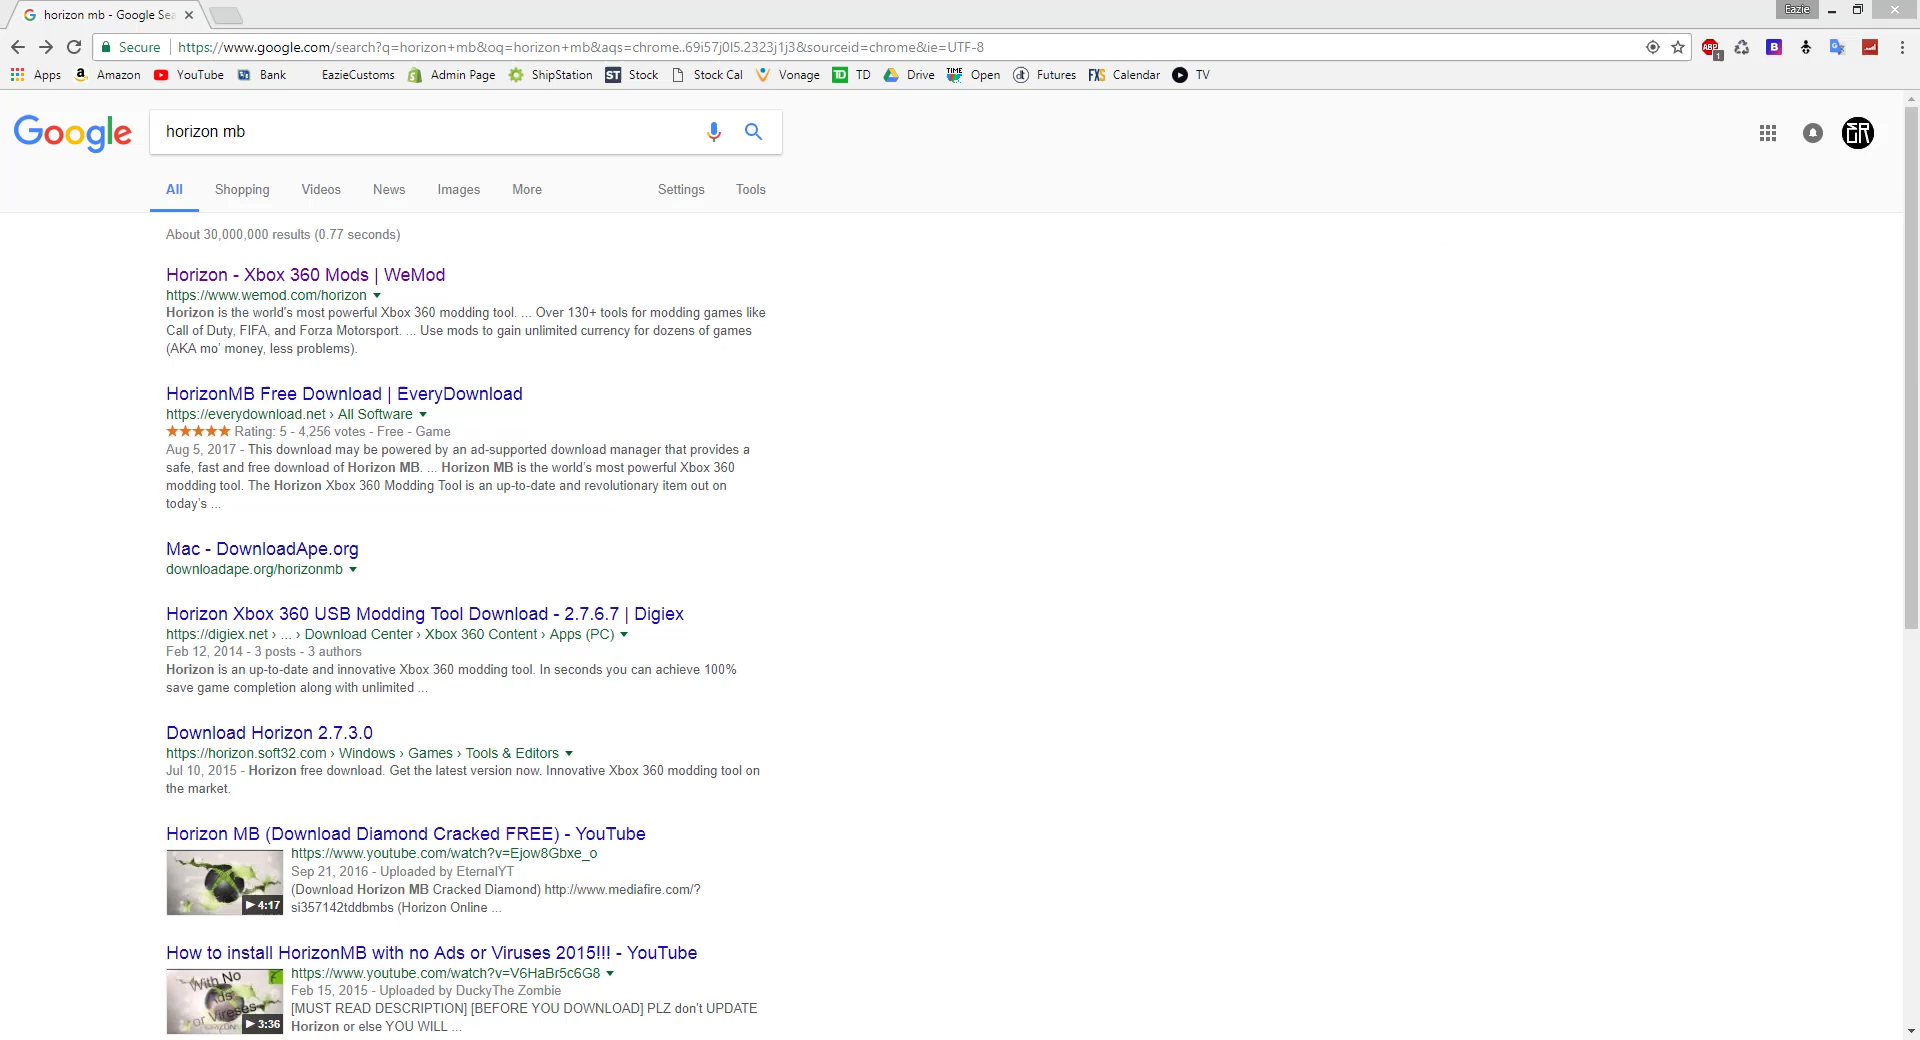 horizon mb - Google Sea
Eazie
Secure https://www.google.com/search?q=horizon+mb&oq=horizon+mb&aqs=chrome..69i57j0l5.2323j1j3&sourceid=chrome&ie=UTF-8
ABP 1 B
Apps Amazon YouTube Bank EazieCustoms Admin Page ShipStation ST Stock Stock Cal Vonage TD TD Drive TIME Open Futures FXS Calendar TV
Google
horizon mb
All Shopping Videos News Images More Settings Tools
About 30,000,000 results (0.77 seconds)
Horizon - Xbox 360 Mods | WeMod
https://www.wemod.com/horizon
Horizon is the world's most powerful Xbox 360 modding tool. ... Over 130+ tools for modding games like
Call of Duty, FIFA, and Forza Motorsport. ... Use mods to gain unlimited currency for dozens of games
(AKA mo' money, less problems).
HorizonMB Free Download | EveryDownload
https://everydownload.net › All Software
★★★★★ Rating: 5 - 4,256 votes - Free - Game
Aug 5, 2017 - This download may be powered by an ad-supported download manager that provides a
safe, fast and free download of Horizon MB. ... Horizon MB is the world's most powerful Xbox 360
modding tool. The Horizon Xbox 360 Modding Tool is an up-to-date and revolutionary item out on
today's ...
Mac - DownloadApe.org
downloadape.org/horizonmb
Horizon Xbox 360 USB Modding Tool Download - 2.7.6.7 | Digiex
https://digiex.net › ... › Download Center › Xbox 360 Content › Apps (PC)
Feb 12, 2014 - 3 posts - 3 authors
Horizon is an up-to-date and innovative Xbox 360 modding tool. In seconds you can achieve 100%
save game completion along with unlimited ...
Download Horizon 2.7.3.0
https://horizon.soft32.com › Windows › Games › Tools & Editors
Jul 10, 2015 - Horizon free download. Get the latest version now. Innovative Xbox 360 modding tool on
the market.
Horizon MB (Download Diamond Cracked FREE) - YouTube
https://www.youtube.com/watch?v=Ejow8Gbxe_o
Sep 21, 2016 - Uploaded by EternalYT
(Download Horizon MB Cracked Diamond) http://www.mediafire.com/?
si357142tddbmbs (Horizon Online ...
4:17
How to install HorizonMB with no Ads or Viruses 2015!!! - YouTube
https://www.youtube.com/watch?v=V6HaBr5c6G8
Feb 15, 2015 - Uploaded by DuckyThe Zombie
[MUST READ DESCRIPTION] [BEFORE YOU DOWNLOAD] PLZ don't UPDATE
Horizon or else YOU WILL ...
With No
Ads
or Viruses
3:36